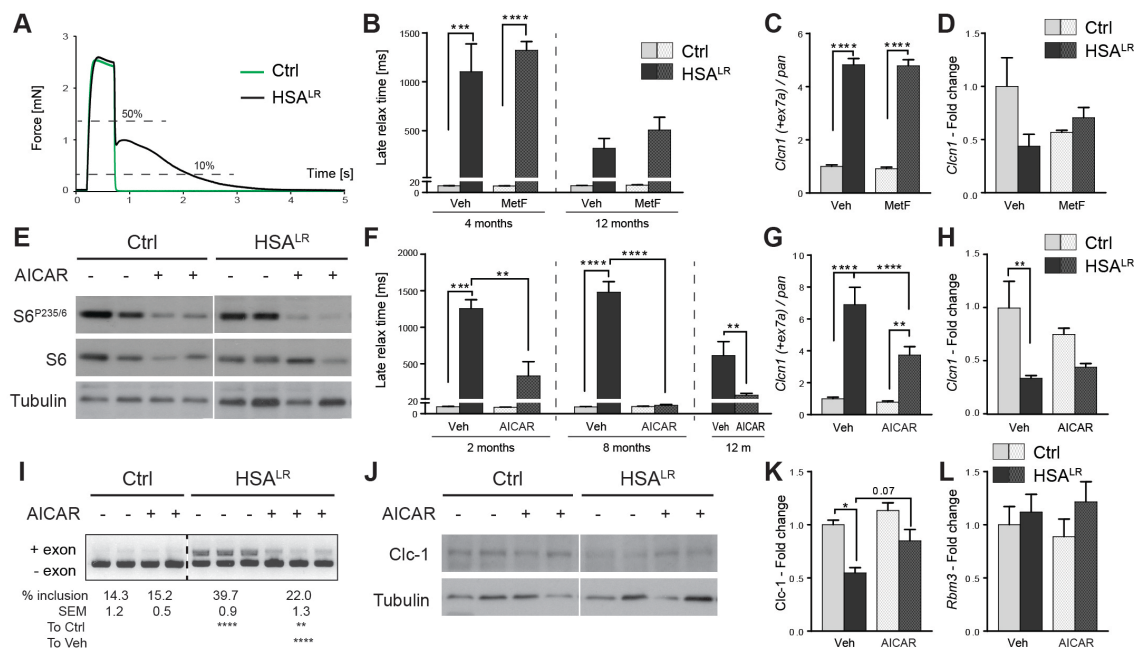 A
Force [mN]
3
2
1
0
0
1
2
3
4
5
50%
10%
Time [s]
Ctrl
HSA^LR
B
Late relax time [ms]
1500
1000
500
20
0
***
****
Ctrl
HSA^LR
Veh
MetF
Veh
MetF
4 months
12 months
C
Clcn1 (+ex7a) / pan
6
4
2
0
****
****
Veh
MetF
D
Clcn1 - Fold change
1.5
1.0
0.5
0.0
Ctrl
HSA^LR
Veh
MetF
E
Ctrl
HSA^LR
AICAR
- - + + - - + +
S6^P235/6
S6
Tubulin
F
Late relax time [ms]
2000
1500
1000
500
20
0
***
**
****
****
**
Veh
AICAR
Veh
AICAR
Veh
AICAR
2 months
8 months
12 m
G
Clcn1 (+ex7a) / pan
10
8
6
4
2
0
****
****
**
Veh
AICAR
H
Clcn1 - Fold change
1.5
1.0
0.5
0.0
**
Ctrl
HSA^LR
Veh
AICAR
I
Ctrl
HSA^LR
AICAR
- - + + - - - + + +
+ exon
- exon
% inclusion 14.3 15.2 39.7 22.0
SEM 1.2 0.5 0.9 1.3
To Ctrl **** **
To Veh ****
J
Ctrl
HSA^LR
AICAR
- - + + - - + +
Clc-1
Tubulin
K
Clc-1 - Fold change
1.5
1.0
0.5
0.0
*
0.07
Veh
AICAR
Ctrl
HSA^LR
L
Rbm3 - Fold change
1.5
1.0
0.5
0.0
Veh
AICAR